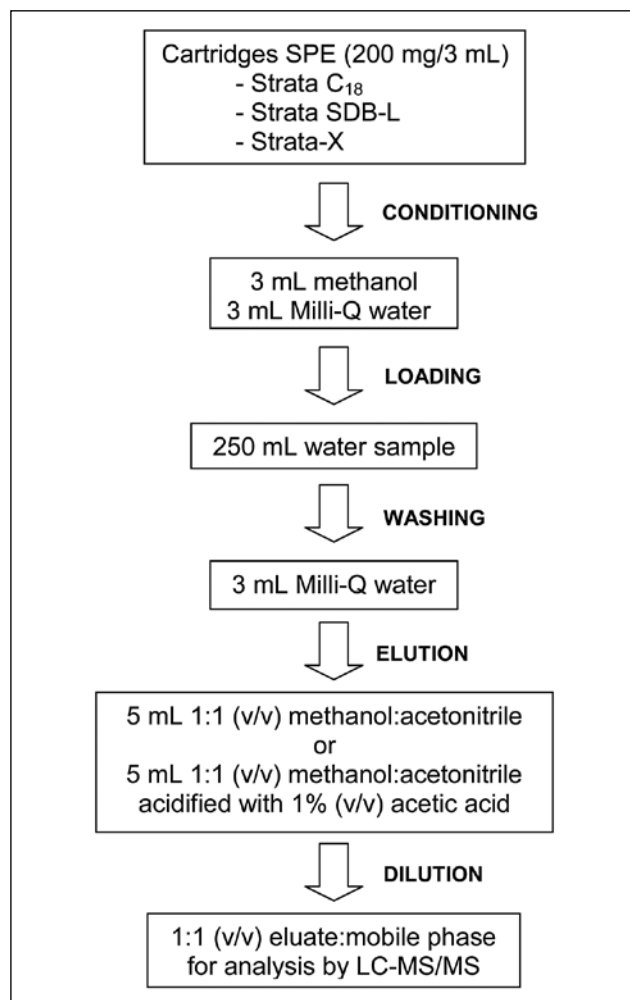 Cartridges SPE (200 mg/3 mL)
- Strata C₁₈
- Strata SDB-L
- Strata-X
CONDITIONING
3 mL methanol
3 mL Milli-Q water
LOADING
250 mL water sample
WASHING
3 mL Milli-Q water
ELUTION
5 mL 1:1 (v/v) methanol:acetonitrile
or
5 mL 1:1 (v/v) methanol:acetonitrile
acidified with 1% (v/v) acetic acid
DILUTION
1:1 (v/v) eluate:mobile phase
for analysis by LC-MS/MS